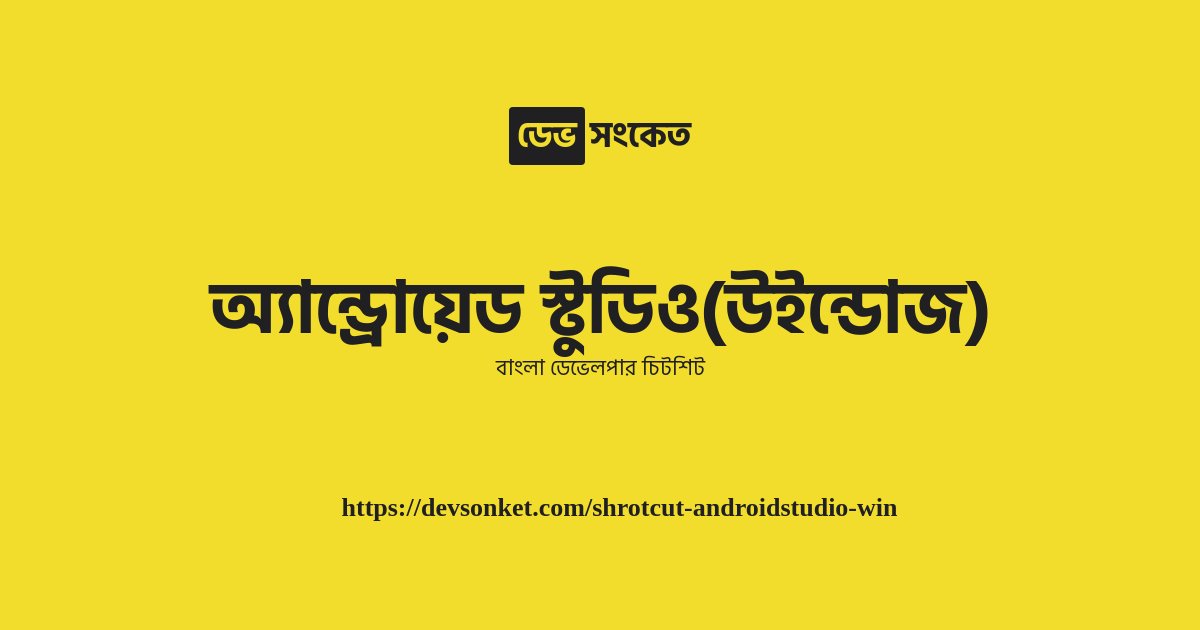 ডেভ সংকেত
অ্যান্ড্রোয়েড স্টুডিও(উইন্ডোজ)
বাংলা ডেভেলপার চিটশিট
https://devsonket.com/shrotcut-androidstudio-win